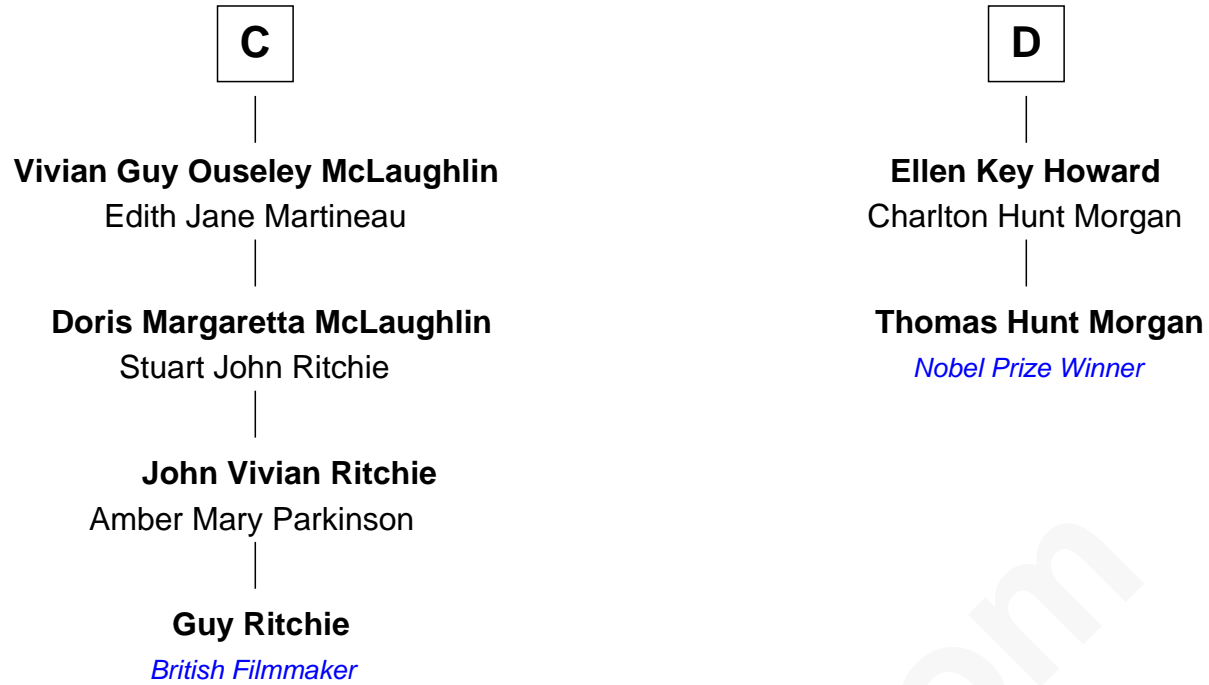 C
Vivian Guy Ouseley McLaughlin
Edith Jane Martineau
Doris Margaretta McLaughlin
Stuart John Ritchie
John Vivian Ritchie
Amber Mary Parkinson
Guy Ritchie
British Filmmaker
D
Ellen Key Howard
Charlton Hunt Morgan
Thomas Hunt Morgan
Nobel Prize Winner
om